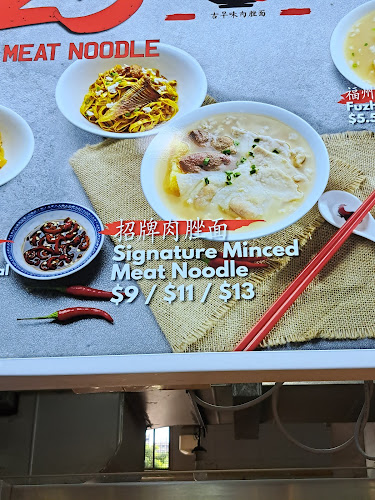 古早味肉脞面
MEAT NOODLE
福州
Fuzh
$5.5
招牌肉脞面
Signature Minced
Meat Noodle
$9 / $11 / $13
al